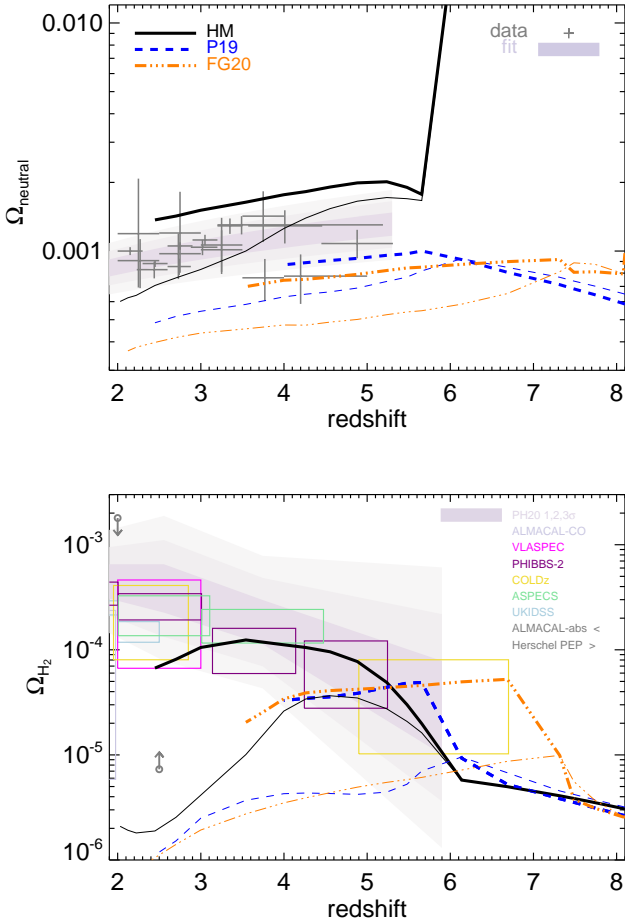 0.010
HM
P19
FG20
data
fit
Ω_neutral
0.001
2 3 4 5 6 7 8
redshift
10^-3
PH20 1,2,3σ
ALMACAL-CO
VLASPEC
PHIBBS-2
COLDz
ASPECS
UKIDSS
ALMACAL-abs <
Herschel PEP >
10^-4
Ω_H_2
10^-5
10^-6
2 3 4 5 6 7 8
redshift